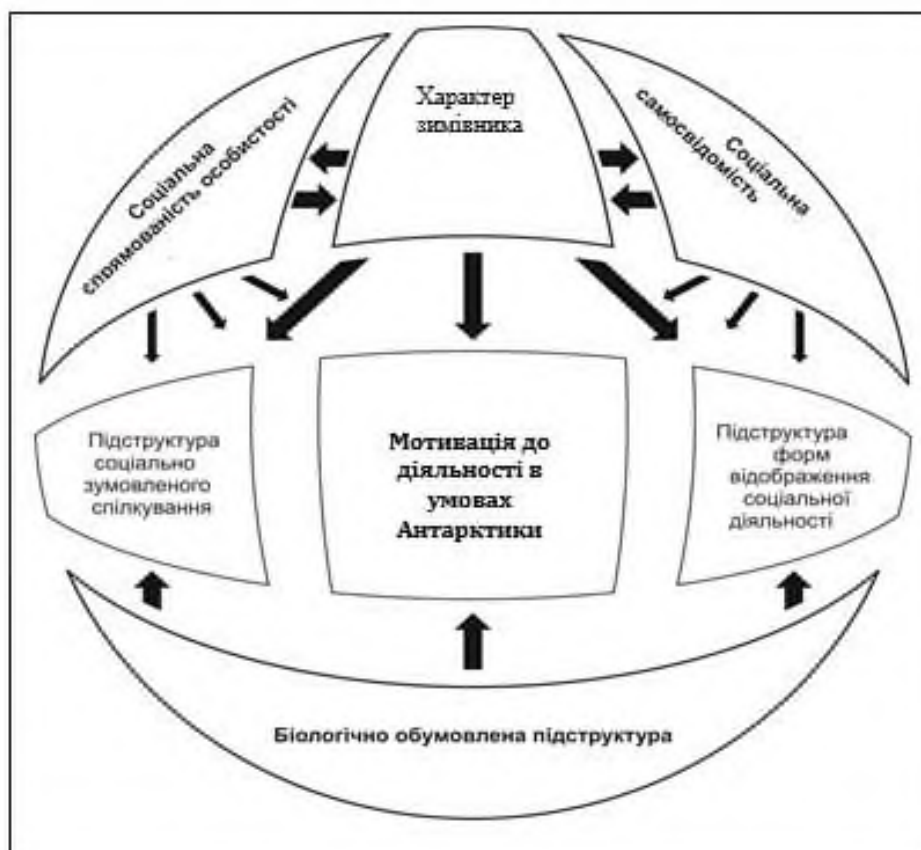 Соціальна
спрямованість особистості
Характер
зимівника
Соціальна
самосвідомість
Підструктура
соціально
зумовленого
спілкування
Мотивація до
діяльності в
умовах
Антарктики
Підструктура
форм
відображення
соціальної
діяльності
Біологічно обумовлена підструктура